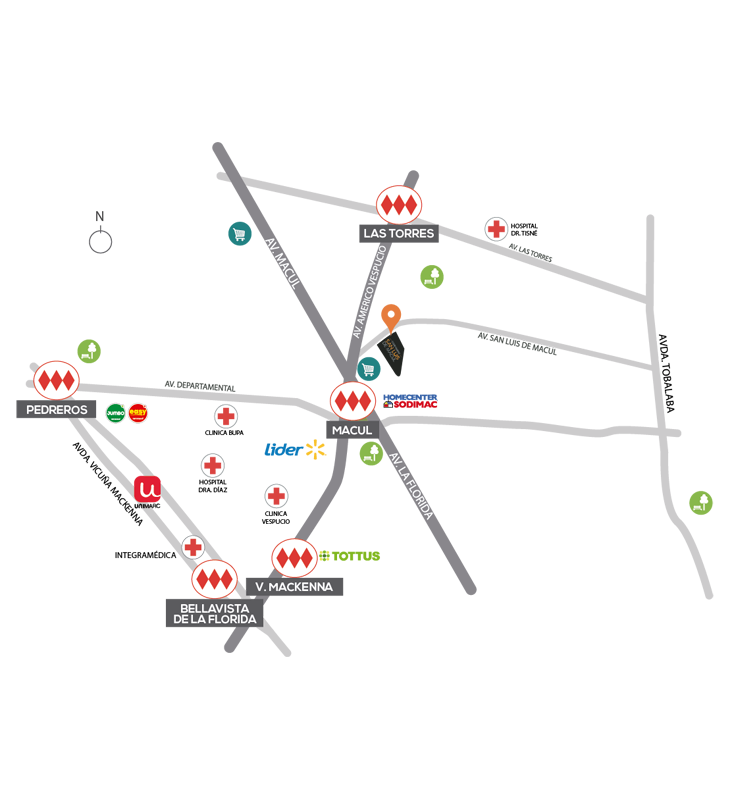 N
LAS TORRES
HOSPITAL
DR. TISNÉ
AV. LAS TORRES
AV. MACUL
AV. AMERICO VESPUCIO
AV. SAN LUIS DE MACUL
AVDA. TOBALABA
PEDREROS
AV. DEPARTAMENTAL
JUMBO
easy
CLINICA BUPA
HOMECENTER
SODIMAC
MACUL
lider
AV. LA FLORIDA
AVDA. VICUÑA MACKENNA
HOSPITAL
DRA. DÍAZ
UNIMARC
CLINICA
VESPUCIO
INTEGRAMÉDICA
TOTTUS
V. MACKENNA
BELLAVISTA
DE LA FLORIDA